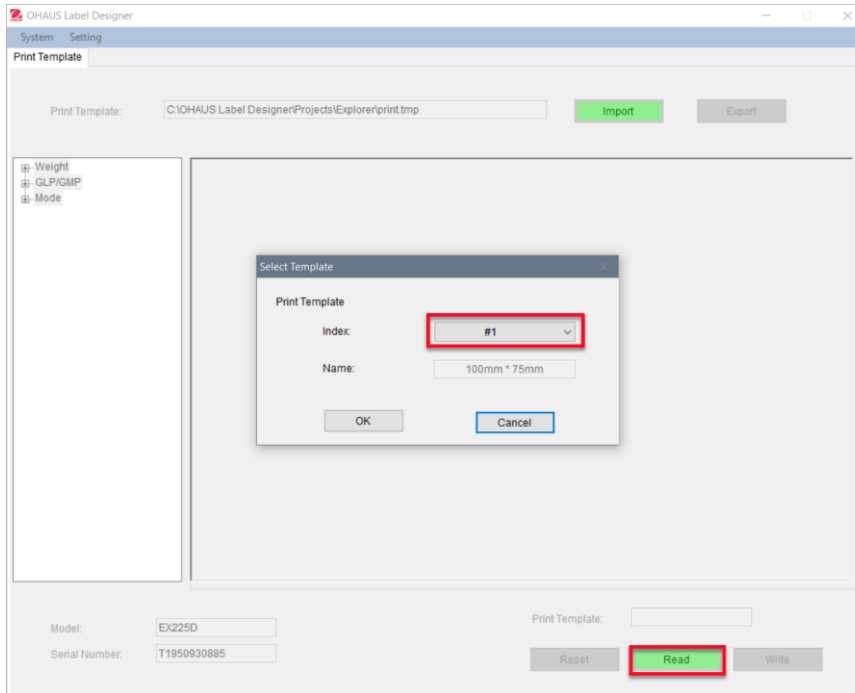 OHAUS Label Designer
System Setting
Print Template
Print Template: C:\OHAUS Label Designer\Projects\Explorer\print.tmp Import Export
Weight
GLP/GMP
Mode
Select Template
Print Template
Index: #1
Name: 100mm * 75mm
OK Cancel
Print Template:
Model: EX225D
Serial Number: T1950930885
Reset Read Write